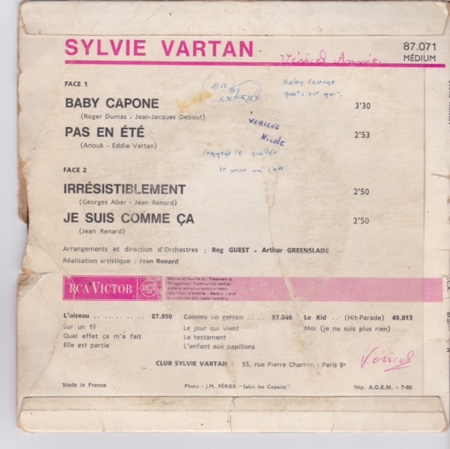 SYLVIE VARTAN
87.071
MÉDIUM
FACE 1
BABY CAPONE 3'30
(Roger Dumas - Jean-Jacques Debout)
PAS EN ÉTÉ 2'53
(Anouk - Eddie Vartan)
Baby Capone
FACE 2
IRRÉSISTIBLEMENT 2'50
(Georges Aber - Jean Renard)
JE SUIS COMME ÇA 2'50
(Jean Renard)
Arrangements et direction d'Orchestres : Reg GUEST - Arthur GREENSLADE
Réalisation artistique : Jean Renard
RCA VICTOR
L'oiseau . . . . . . . . 87.050
Sur un fil
Quel effet ça m'a fait
Elle est partie
Comme un garçon . . . . . 87.046
Le jour qui vient
Le testament
L'enfant aux papillons
Le Kid . . (Hit-Parade) 49.013
Moi (je ne suis plus rien)
CLUB SYLVIE VARTAN : 55, rue Pierre Charron - Paris 8e
Made in France
Photo : J.M. PÉRIER "Salut les Copains"
Imp. A.G.E.M. - 7-68